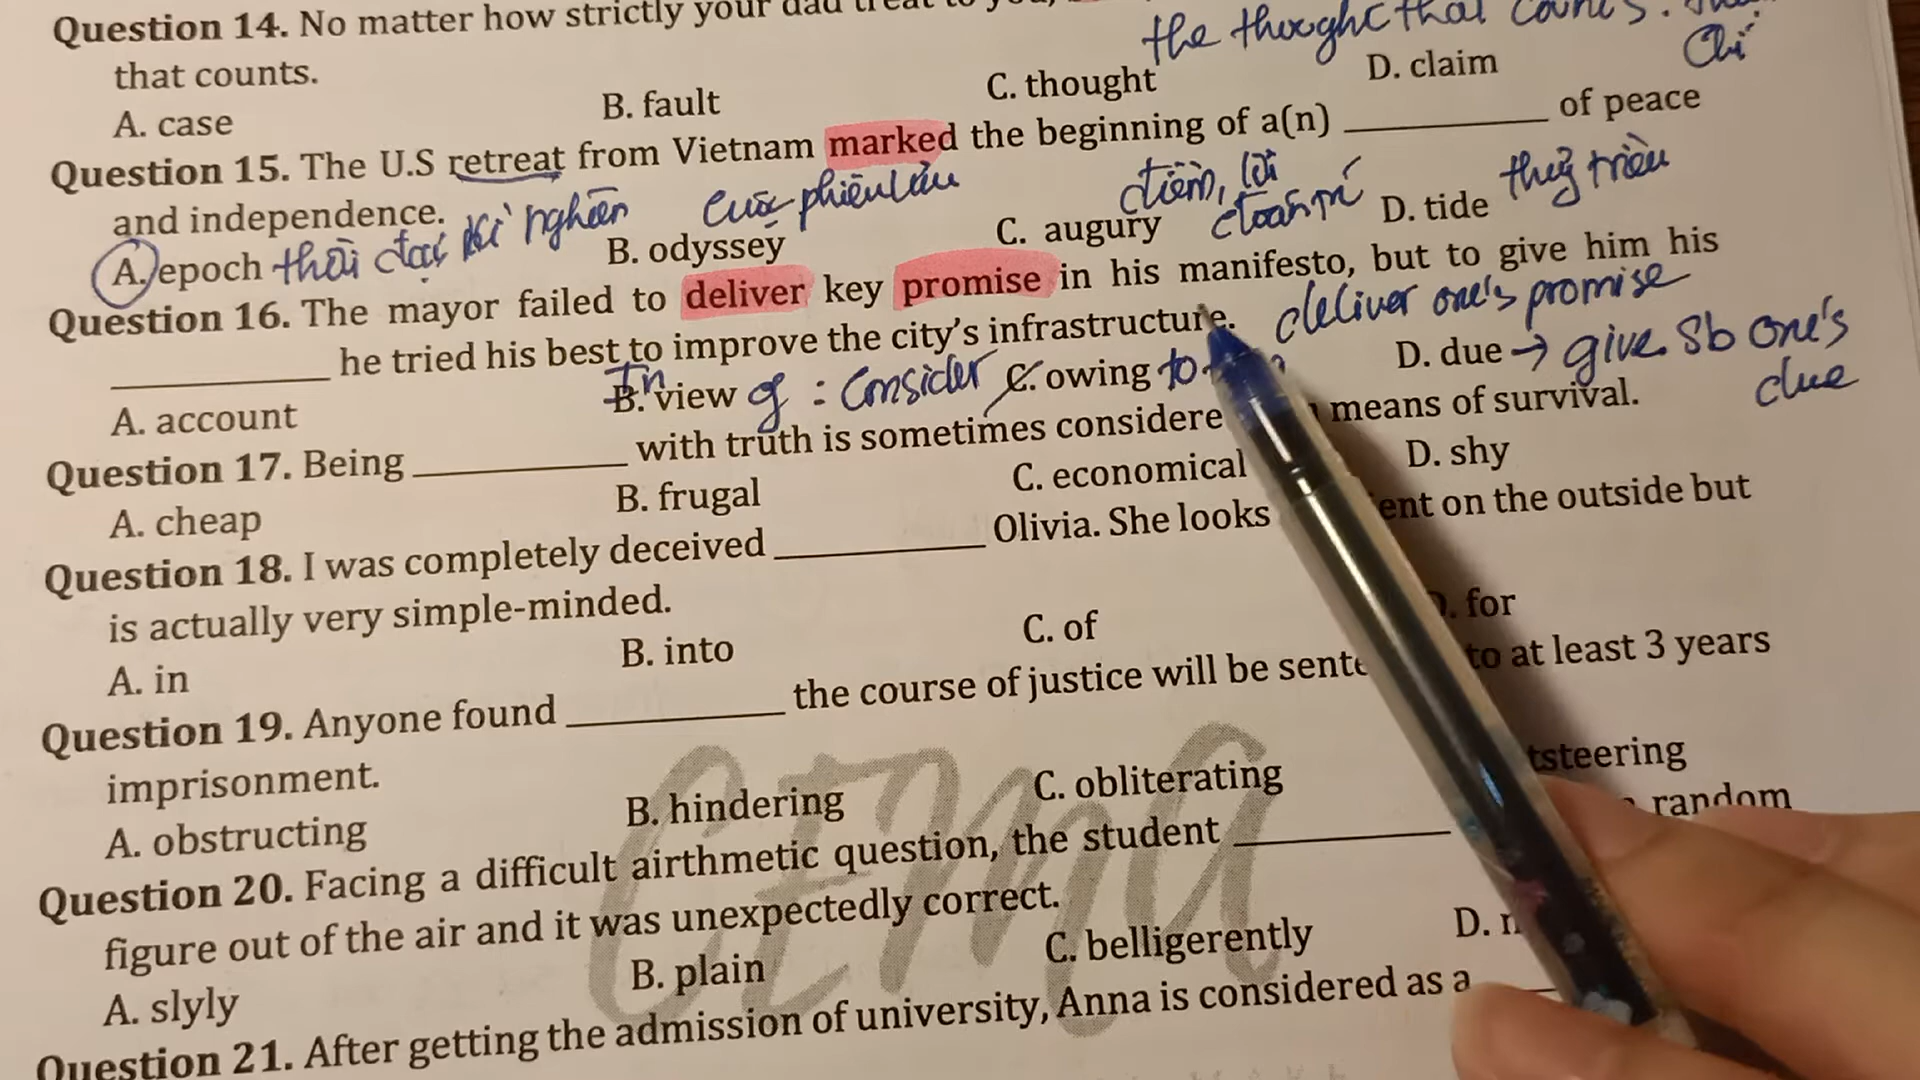 Question 14. No matter how strictly your dad treat to you,
the thought that counts.
that counts.
Chỉ
A. case B. fault C. thought D. claim
Question 15. The U.S retreat from Vietnam marked the beginning of a(n) __________ of peace
and independence.
kỉ nghiên cuộc phiêu lưu điềm, lời đoán thuỷ triều
A. epoch thời đại B. odyssey C. augury D. tide
Question 16. The mayor failed to deliver key promise in his manifesto, but to give him his
__________ he tried his best to improve the city's infrastructure. deliver one's promise
A. account B. In view of : consider C. owing to D. due → give sb one's
due
Question 17. Being __________ with truth is sometimes considere means of survival.
A. cheap B. frugal C. economical D. shy
Question 18. I was completely deceived __________ Olivia. She looks ent on the outside but
is actually very simple-minded.
A. in B. into C. of D. for
Question 19. Anyone found __________ the course of justice will be sente to at least 3 years
imprisonment.
A. obstructing B. hindering C. obliterating tsteering
Question 20. Facing a difficult airthmetic question, the student __________ random
figure out of the air and it was unexpectedly correct.
A. slyly B. plain C. belligerently D.
Question 21. After getting the admission of university, Anna is considered as a